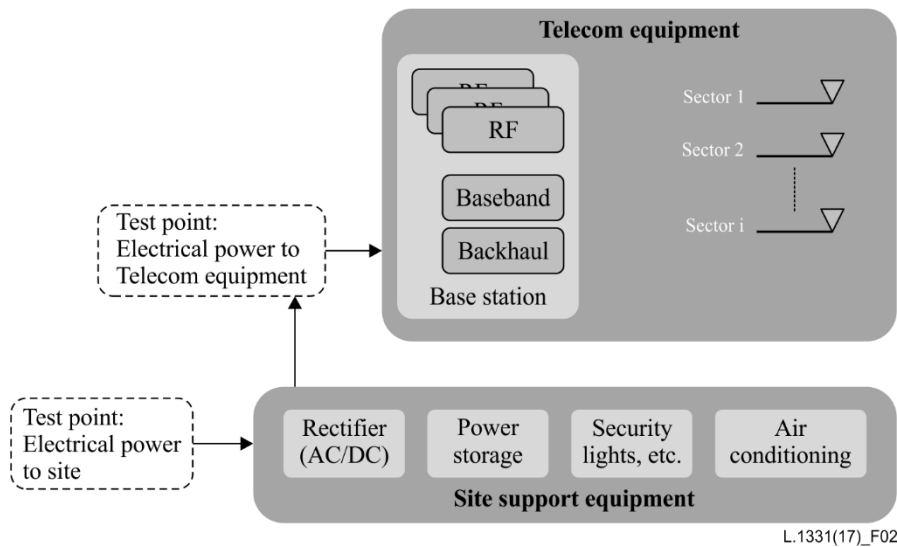 Telecom equipment
RF
RF
RF
Baseband
Backhaul
Base station
Sector 1
Sector 2
Sector i
Test point:
Electrical power to
Telecom equipment
Test point:
Electrical power
to site
Rectifier
(AC/DC)
Power
storage
Security
lights, etc.
Air
conditioning
Site support equipment
L.1331(17)_F02